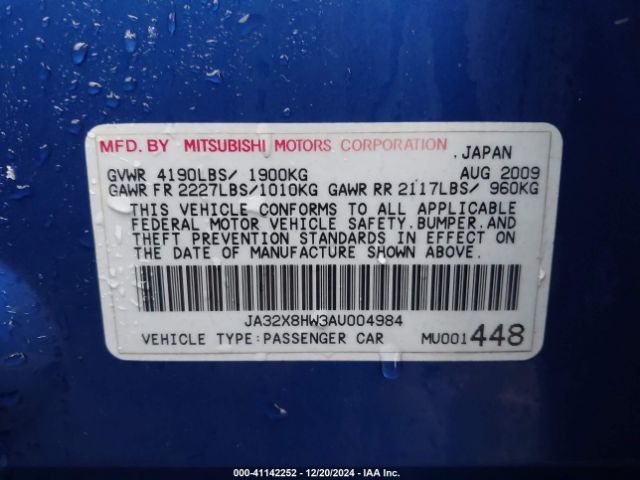 MFD. BY MITSUBISHI MOTORS CORPORATION
, JAPAN
GVWR 4190LBS/ 1900KG AUG 2009
GAWR FR 2227LBS/1010KG GAWR RR 2117LBS/ 960KG
THIS VEHICLE CONFORMS TO ALL APPLICABLE
FEDERAL MOTOR VEHICLE SAFETY, BUMPER, AND
THEFT PREVENTION STANDARDS IN EFFECT ON
THE DATE OF MANUFACTURE SHOWN ABOVE.
JA32X8HW3AU004984
VEHICLE TYPE:PASSENGER CAR MU001448
000-41142252 - 12/20/2024 - IAA Inc.